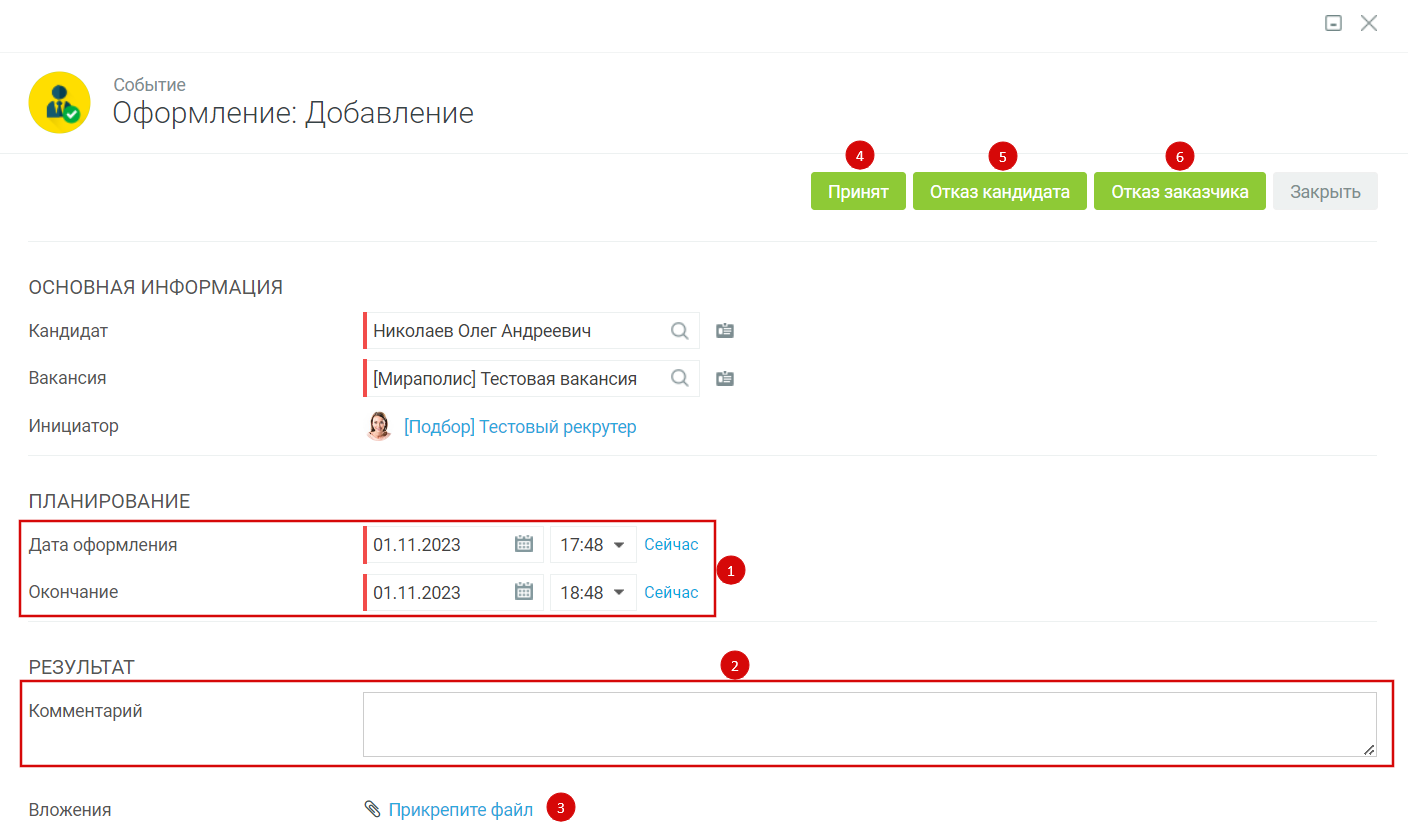 Событие
Оформление: Добавление
4 5 6
Принят Отказ кандидата Отказ заказчика Закрыть
ОСНОВНАЯ ИНФОРМАЦИЯ
Кандидат Николаев Олег Андреевич
Вакансия [Мираполис] Тестовая вакансия
Инициатор [Подбор] Тестовый рекрутер
ПЛАНИРОВАНИЕ
Дата оформления 01.11.2023 17:48 Сейчас
1
Окончание 01.11.2023 18:48 Сейчас
РЕЗУЛЬТАТ 2
Комментарий
Вложения Прикрепите файл 3